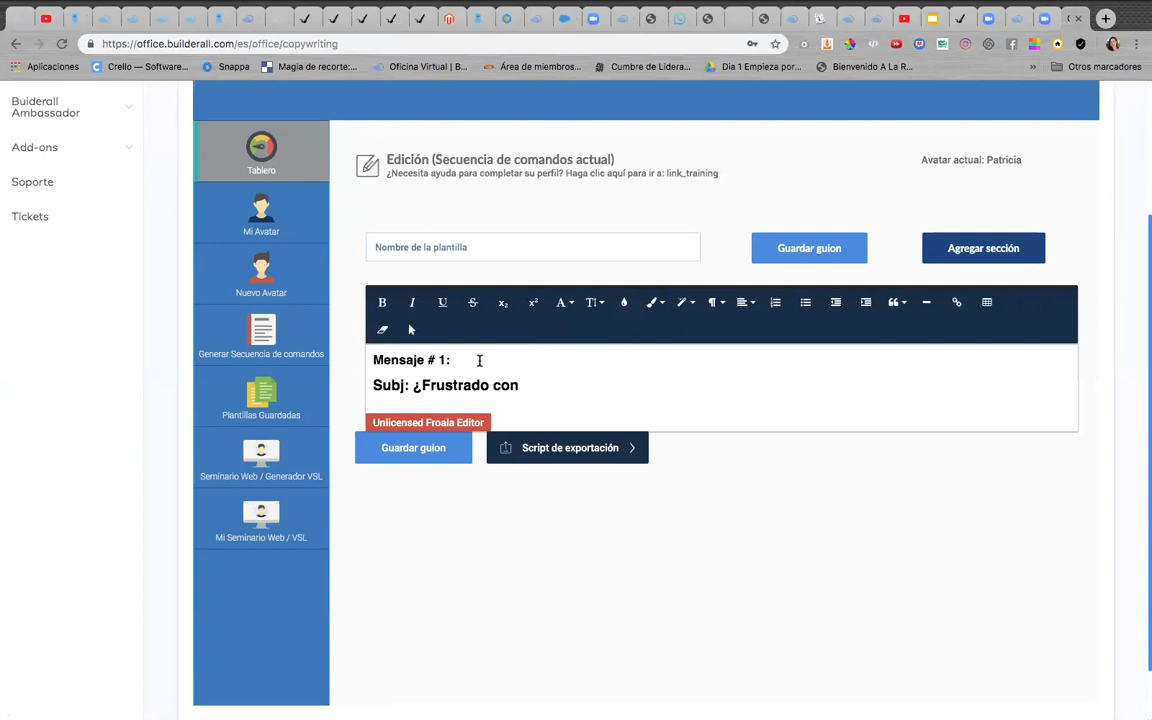 https://office.builderall.com/es/office/copywriting
Aplicaciones
Crello — Software...
Snappa
Magia de recorte:...
Oficina Virtual | B...
Área de miembros...
Cumbre de Lidera...
Dia 1 Empieza por...
Bienvenido A La R...
»
Otros marcadores
Buiderall
Ambassador
Add-ons
Soporte
Tickets
Tablero
Mi Avatar
Nuevo Avatar
Generar Secuencia de comandos
Plantillas Guardadas
Seminario Web / Generador VSL
Mi Seminario Web / VSL
Edición (Secuencia de comandos actual)
¿Necesita ayuda para completar su perfil? Haga clic aquí para ir a: link_training
Avatar actual: Patricia
Nombre de la plantilla
Guardar guion
Agregar sección
Mensaje # 1:
Subj: ¿Frustrado con
Unlicensed Froala Editor
Guardar guion
Script de exportación